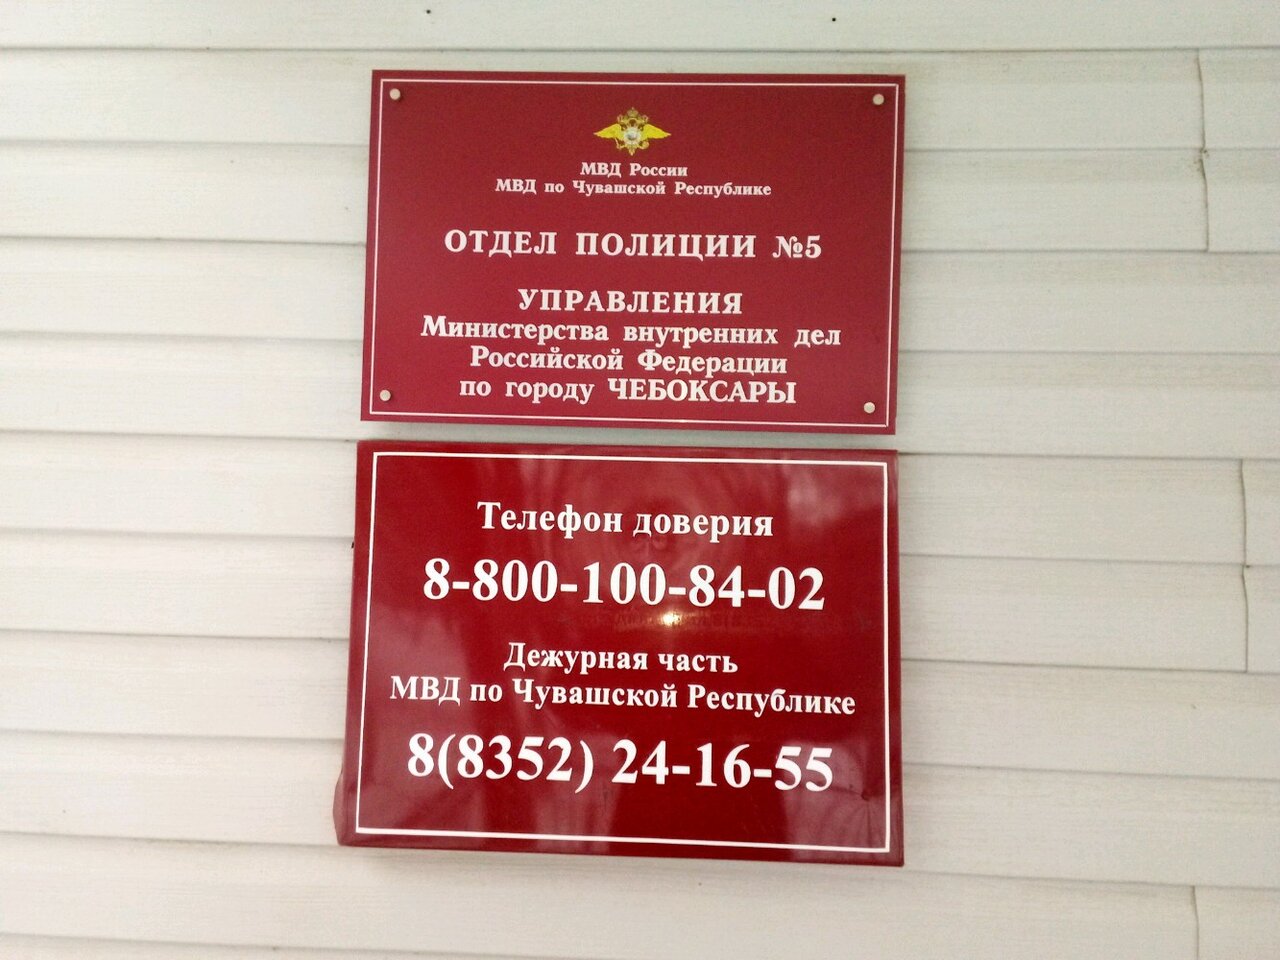 МВД России
МВД по Чувашской Республике
ОТДЕЛ ПОЛИЦИИ №5
УПРАВЛЕНИЯ
Министерства внутренних дел
Российской Федерации
по городу ЧЕБОКСАРЫ
Телефон доверия
8-800-100-84-02
Дежурная часть
МВД по Чувашской Республике
8(8352) 24-16-55